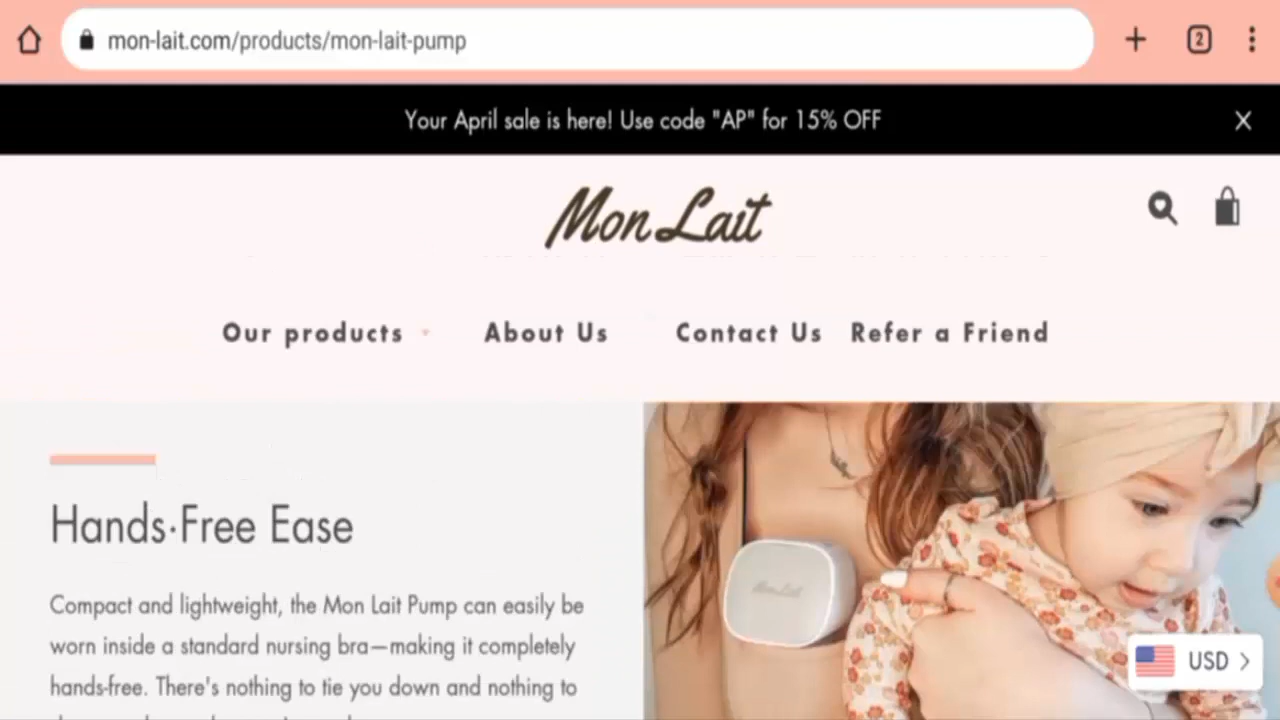 mon-lait.com/products/mon-lait-pump
2
Your April sale is here! Use code "AP" for 15% OFF
Mon Lait
Our products
About Us
Contact Us
Refer a Friend
Hands-Free Ease
Compact and lightweight, the Mon Lait Pump can easily be
worn inside a standard nursing bra—making it completely
hands-free. There's nothing to tie you down and nothing to
Mon Lait
USD